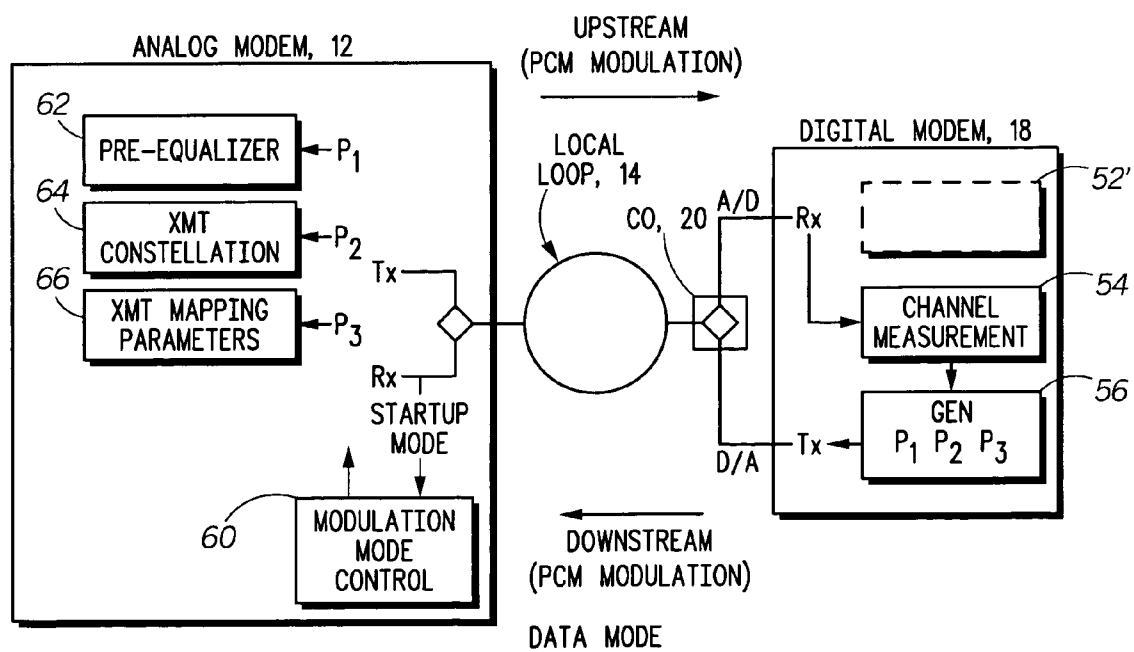 ANALOG MODEM, 12
62
PRE-EQUALIZER
P1
64
XMT
CONSTELLATION
P2
66
XMT MAPPING
PARAMETERS
P3
Tx
Rx
STARTUP
MODE
60
MODULATION
MODE
CONTROL
UPSTREAM
(PCM MODULATION)
LOCAL
LOOP, 14
CO, 20
A/D
D/A
DOWNSTREAM
(PCM MODULATION)
DATA MODE
DIGITAL MODEM, 18
52'
Rx
54
CHANNEL
MEASUREMENT
56
GEN
P1 P2 P3
Tx